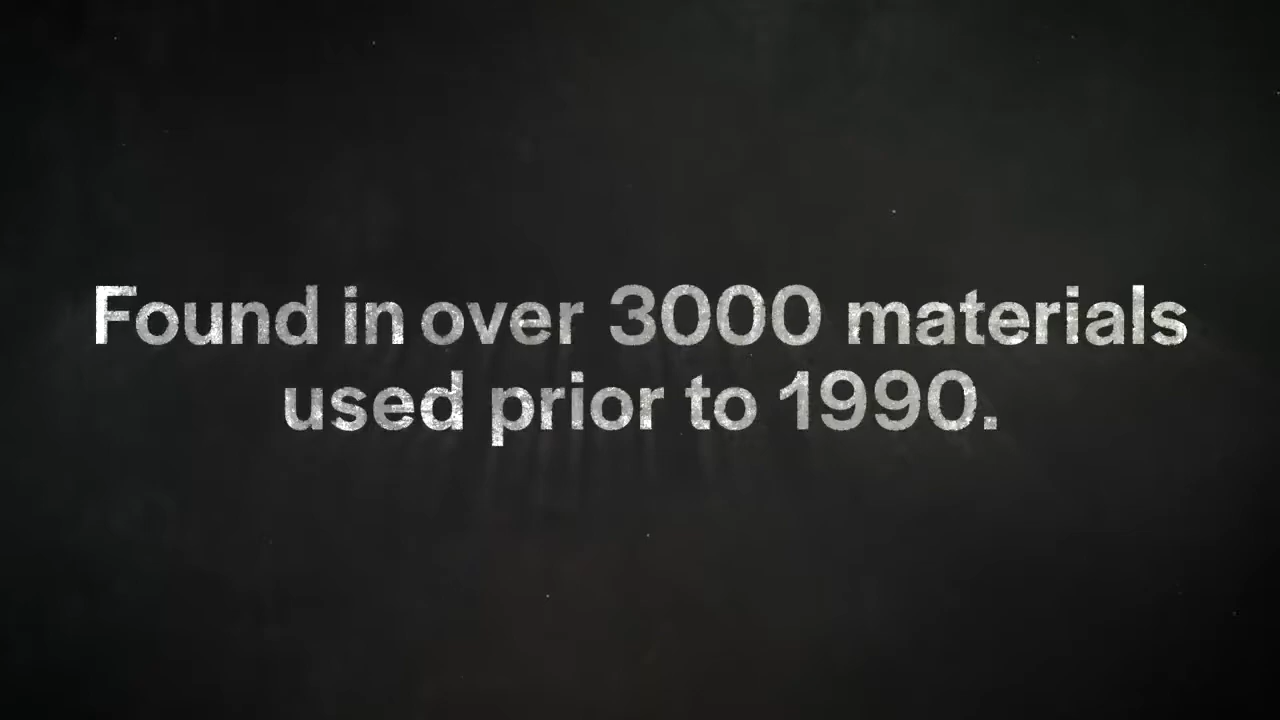 Found in over 3000 materials
used prior to 1990.